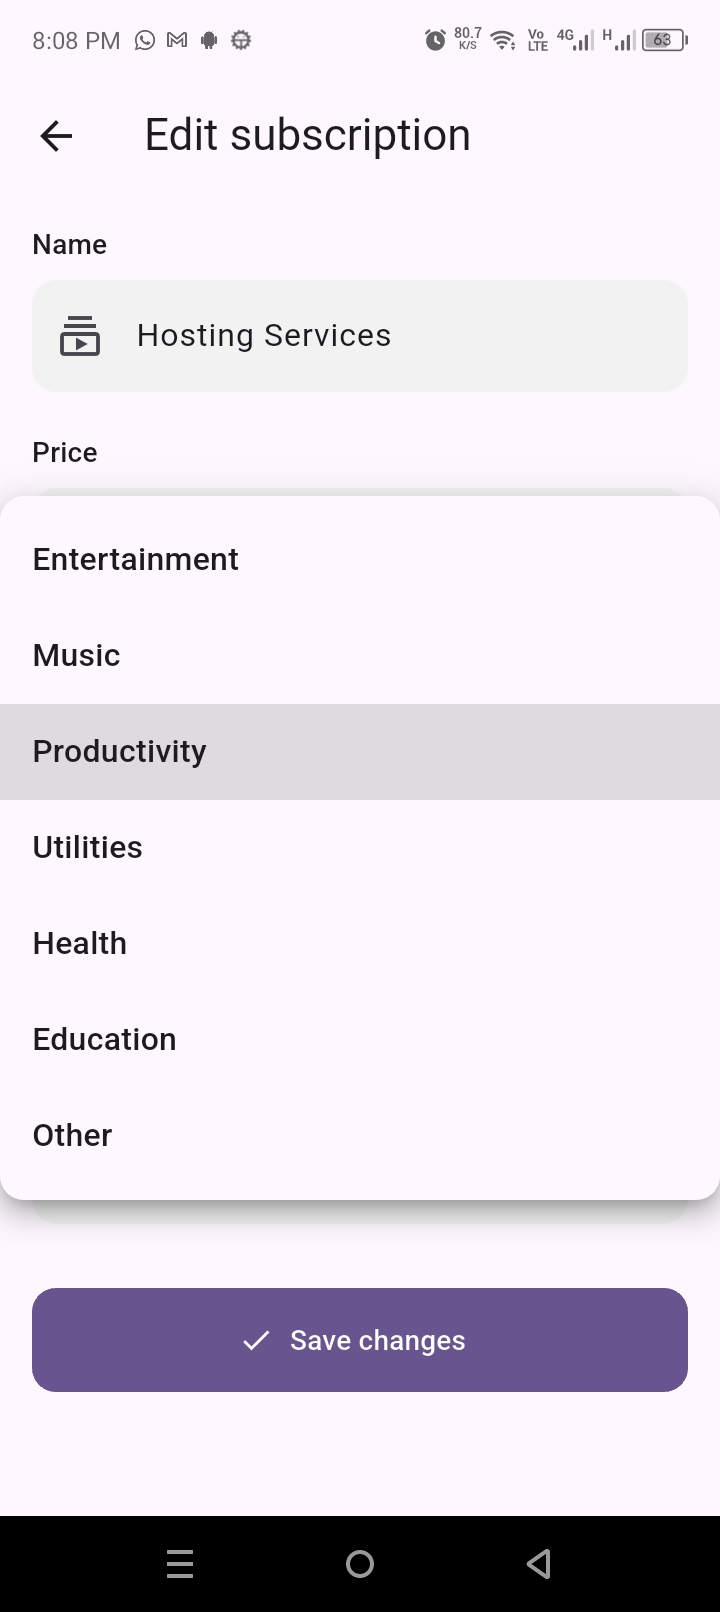 8:08 PM 80.7 K/S Vo LTE 4G H 63
Edit subscription
Name
Hosting Services
Price
Entertainment
Music
Productivity
Utilities
Health
Education
Other
Save changes